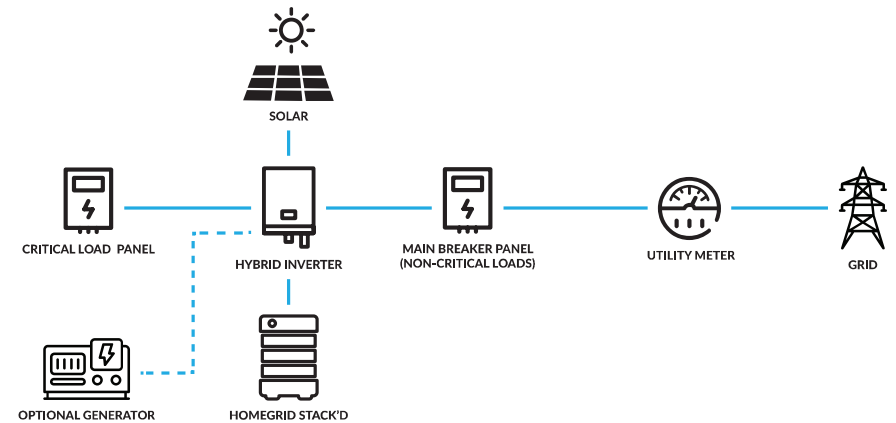 SOLAR
CRITICAL LOAD PANEL
HYBRID INVERTER
MAIN BREAKER PANEL
(NON-CRITICAL LOADS)
UTILITY METER
GRID
OPTIONAL GENERATOR
HOMEGRID STACK'D